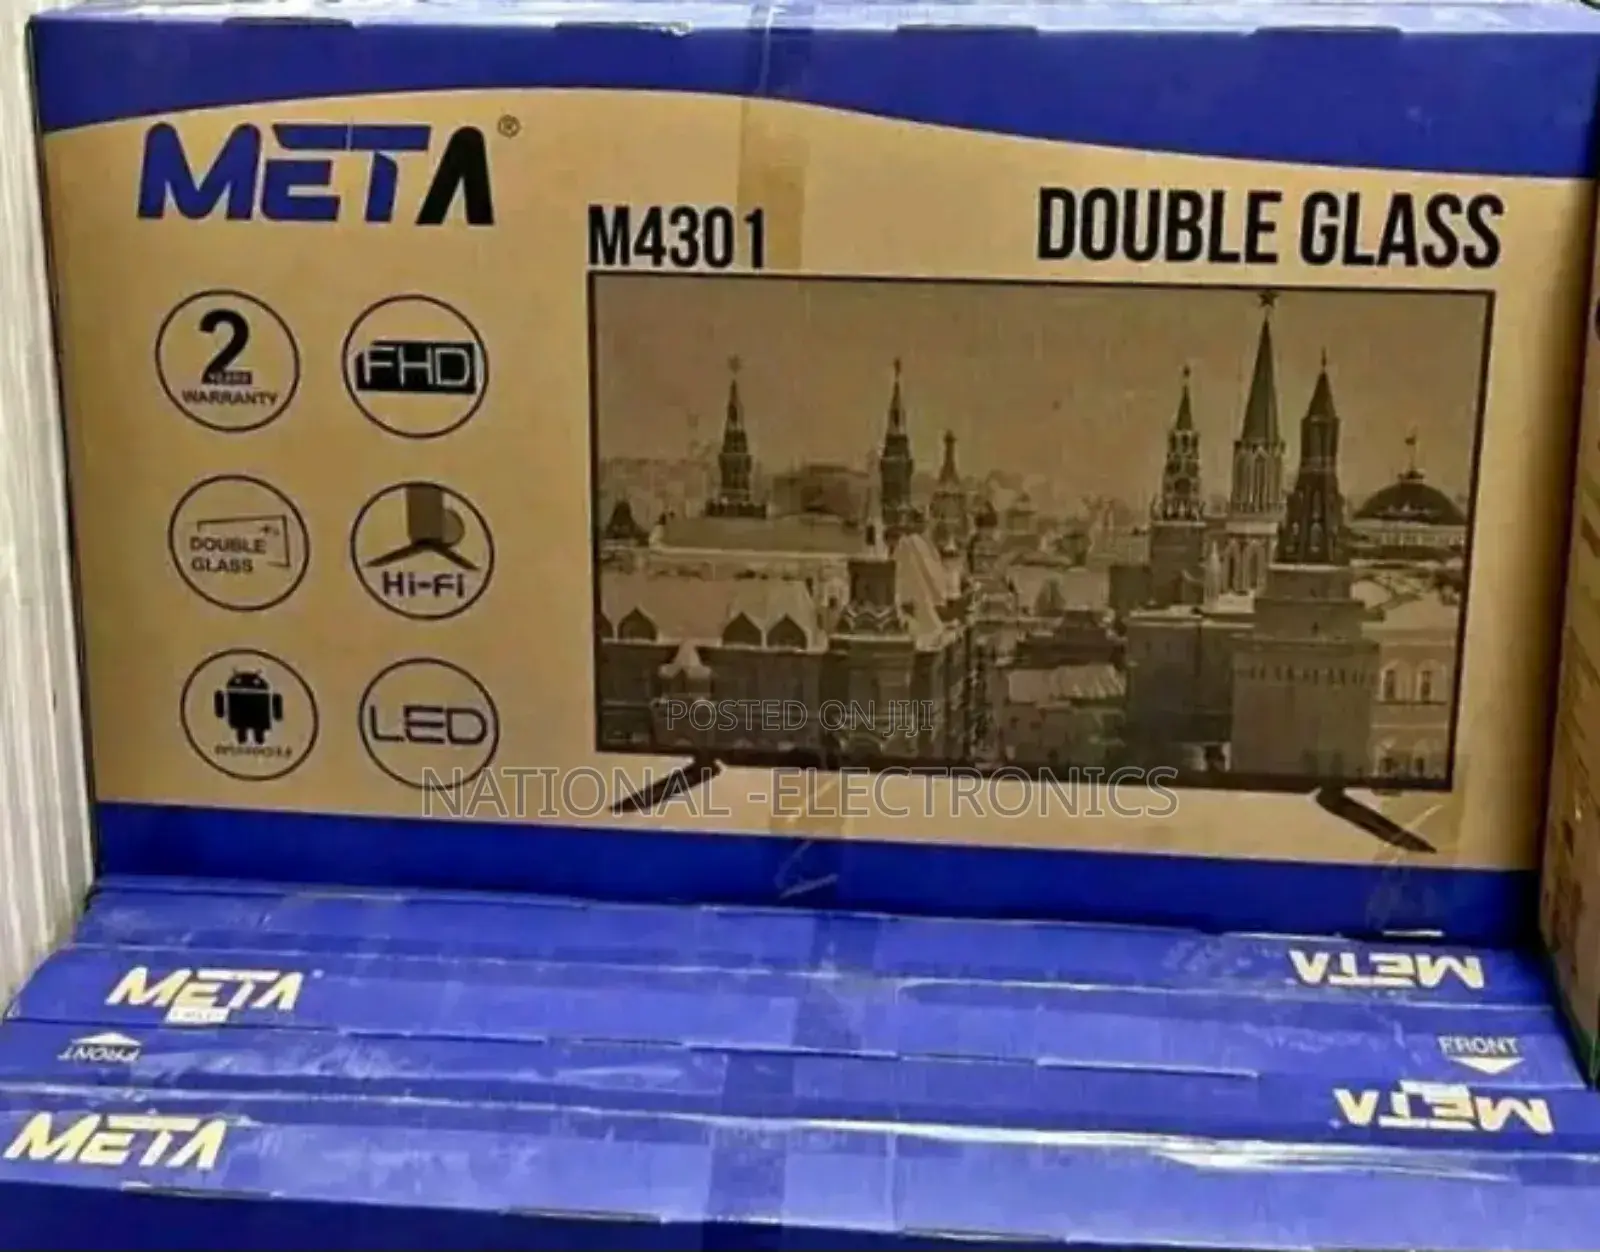 META®
M4301
DOUBLE GLASS
2
YEARS
WARRANTY
FHD
DOUBLE
GLASS
Hi-Fi
LED
POSTED ON JIJI
NATIONAL -ELECTRONICS
META
META
FRONT
FRONT
META
META